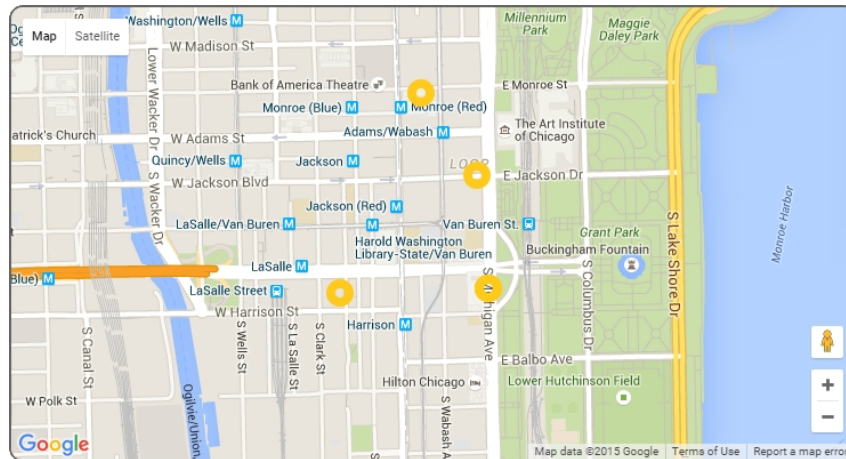 Washington/Wells M
Millennium
Park
Maggie
Daley Park
Map
Satellite
W Madison St
Lower Wacker Dr
Bank of America Theatre
E Monroe St
Monroe (Blue) M
M Monroe (Red)
atrick's Church
W Adams St
Adams/Wabash M
The Art Institute
of Chicago
Quincy/Wells M
Jackson M
LOOP
W Jackson Blvd
E Jackson Dr
S Wacker Dr
Jackson (Red) M
LaSalle/Van Buren M
M
Van Buren St.
Grant Park
Harold Washington
Library-State/Van Buren
Buckingham Fountain
Monroe Harbor
S Lake Shore Dr
Blue) M
LaSalle M
LaSalle Street
S Michigan Ave
S Columbus Dr
W Harrison St
Harrison M
S Canal St
S Wells St
S La Salle St
S Clark St
E Balbo Ave
Hilton Chicago
Lower Hutchinson Field
W Polk St
Ogilvie/Union
S Wabash A
+
−
Google
Map data ©2015 Google
Terms of Use
Report a map error